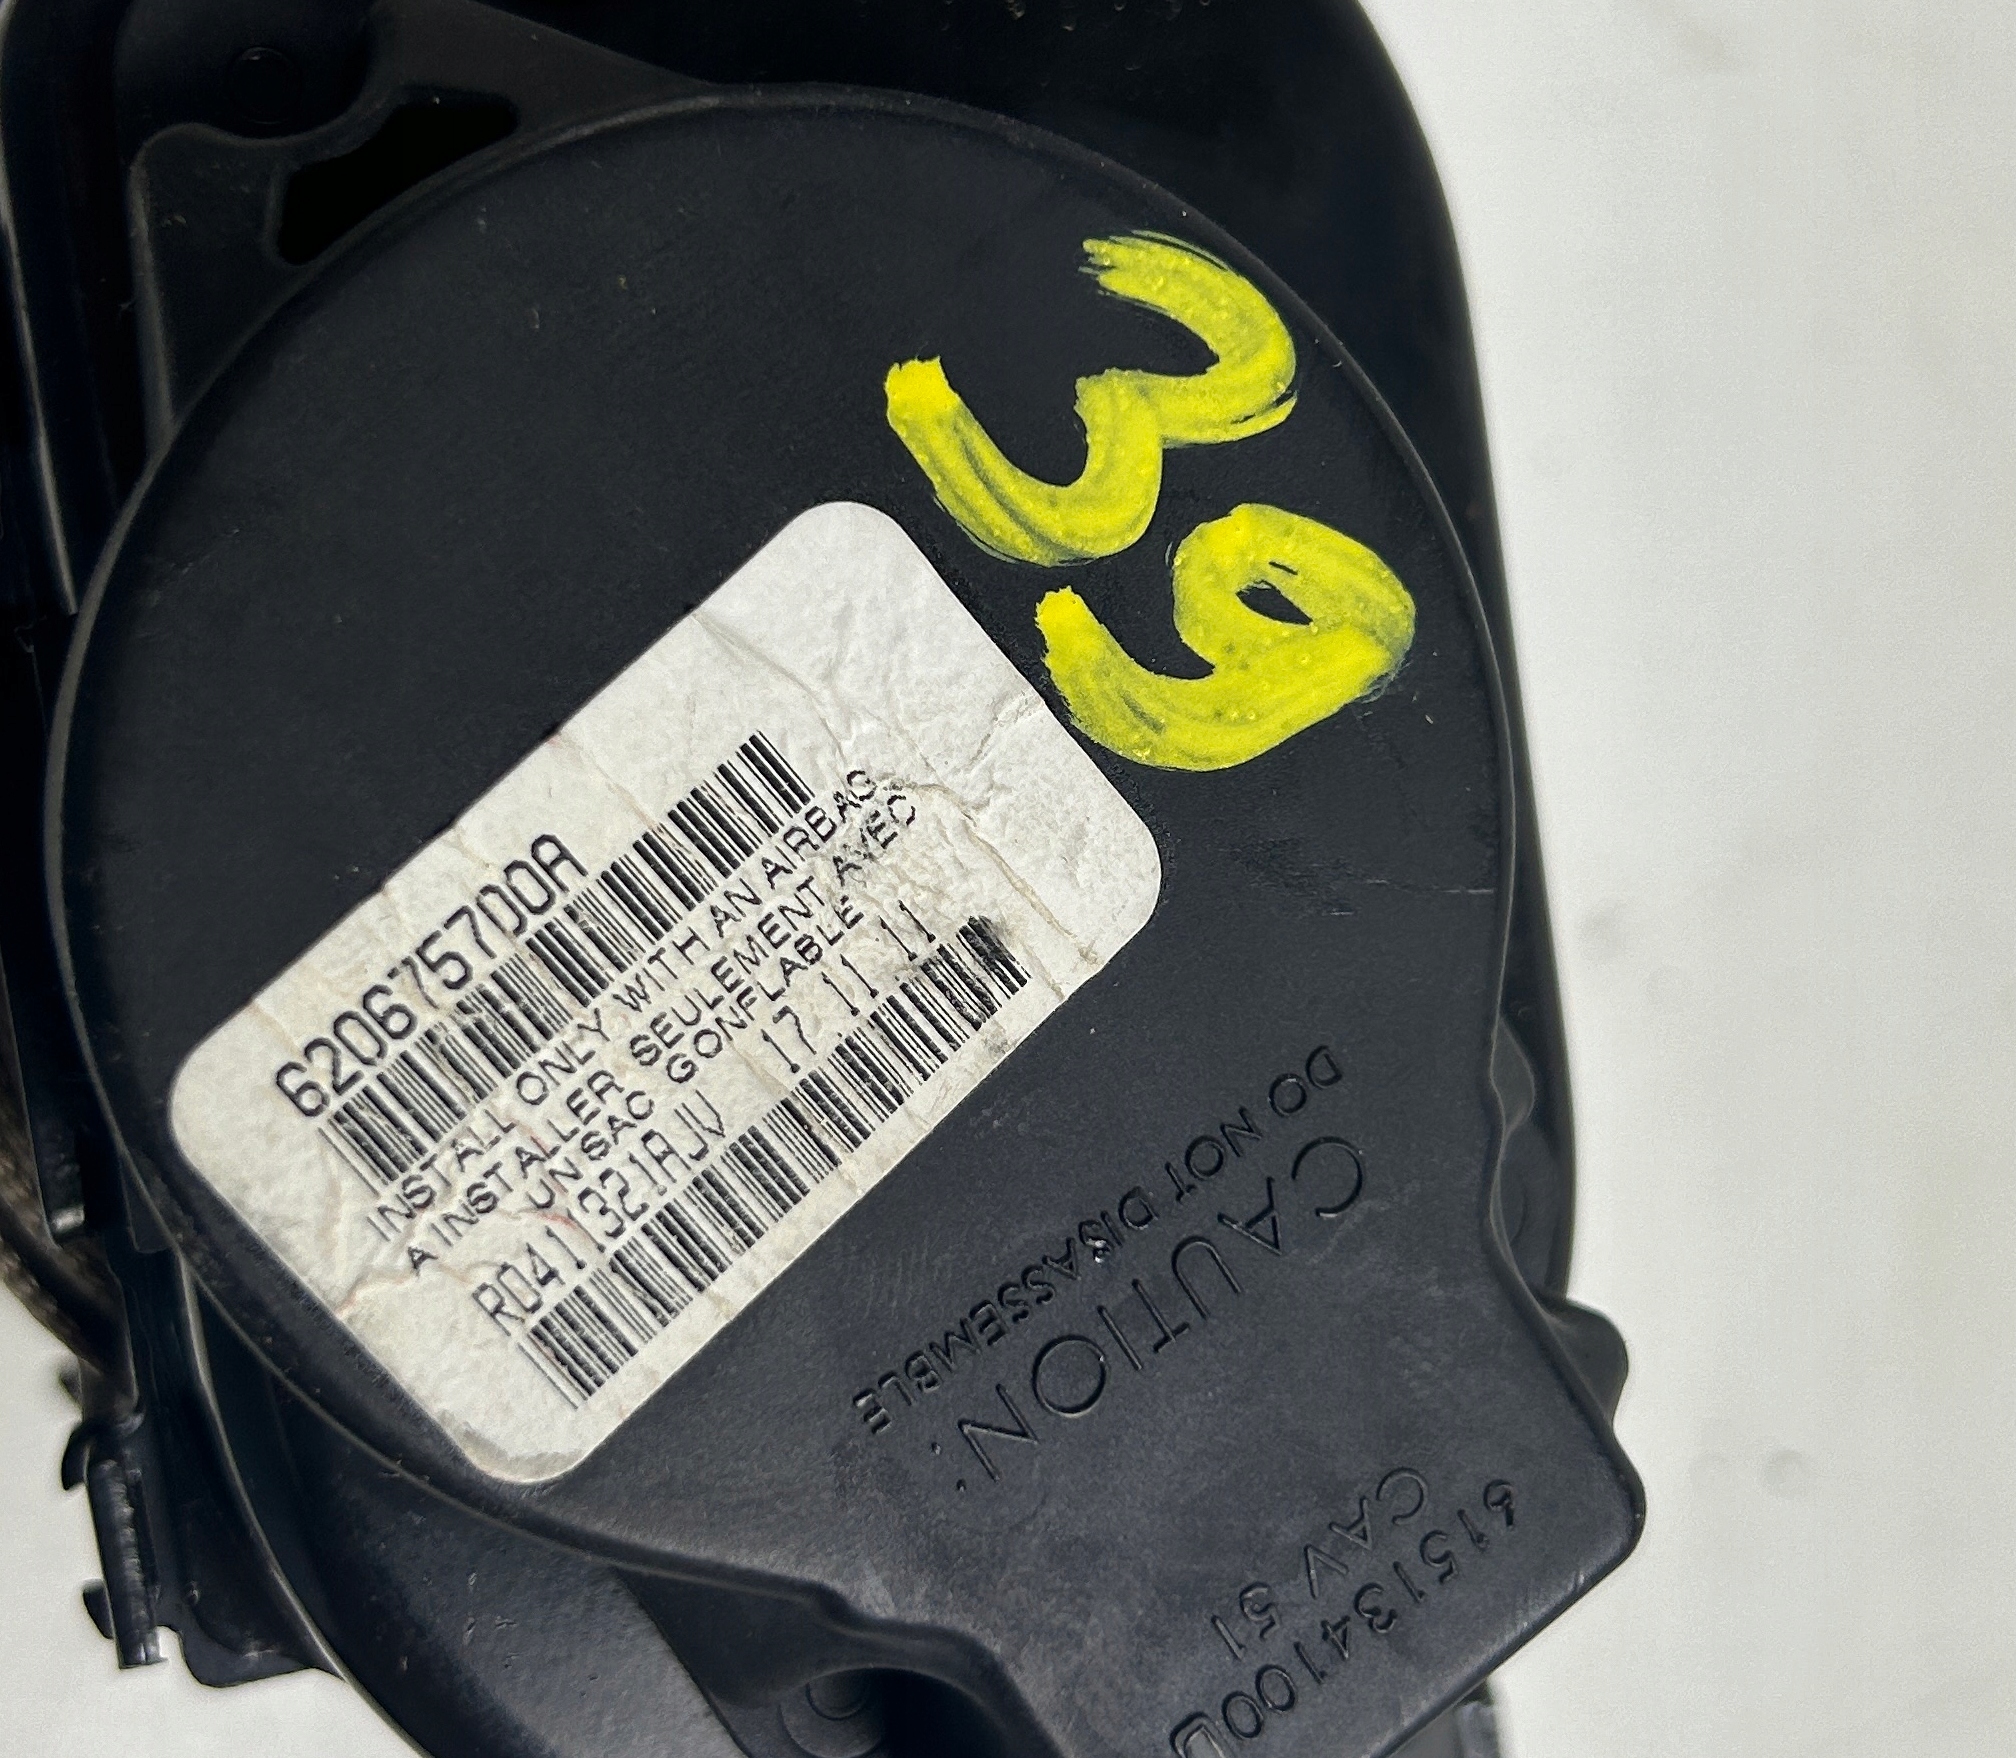 39
620675700A
INSTALL ONLY WITH AN AIRBAG
A INSTALLER SEULEMENT AVEC
UN SAC GONFLABLE
R0411321AJV 17 11 11
CAUTION:
DO NOT DISASSEMBLE
615134100D
CAV 51